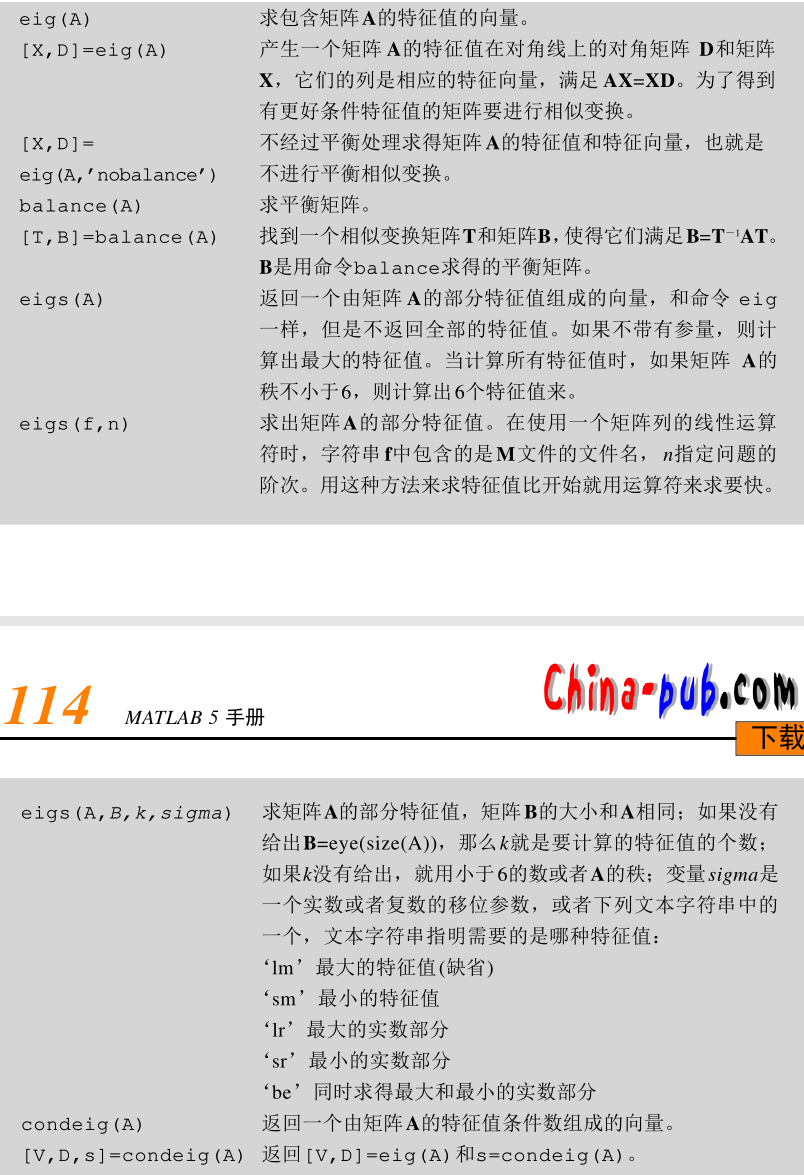 eig(A) 求包含矩阵A的特征值的向量。
[X,D]=eig(A) 产生一个矩阵 A的特征值在对角线上的对角矩阵 D和矩阵
X，它们的列是相应的特征向量，满足 AX=XD。为了得到
有更好条件特征值的矩阵要进行相似变换。
[X,D]= 不经过平衡处理求得矩阵A的特征值和特征向量，也就是
eig(A,'nobalance') 不进行平衡相似变换。
balance(A) 求平衡矩阵。
[T,B]=balance(A) 找到一个相似变换矩阵T和矩阵B，使得它们满足B=T⁻¹AT。
B是用命令balance求得的平衡矩阵。
eigs(A) 返回一个由矩阵 A的部分特征值组成的向量，和命令 eig
一样，但是不返回全部的特征值。如果不带有参量，则计
算出最大的特征值。当计算所有特征值时，如果矩阵 A的
秩不小于6，则计算出6个特征值来。
eigs(f,n) 求出矩阵A的部分特征值。在使用一个矩阵列的线性运算
符时，字符串f中包含的是M文件的文件名， n指定问题的
阶次。用这种方法来求特征值比开始就用运算符来求要快。
114 MATLAB 5 手册 China-pub.com
下载
eigs(A,B,k,sigma) 求矩阵A的部分特征值，矩阵B的大小和A相同；如果没有
给出B=eye(size(A))，那么k就是要计算的特征值的个数；
如果k没有给出，就用小于6的数或者A的秩；变量sigma是
一个实数或者复数的移位参数，或者下列文本字符串中的
一个，文本字符串指明需要的是哪种特征值：
‘lm’最大的特征值(缺省)
‘sm’最小的特征值
‘lr’最大的实数部分
‘sr’最小的实数部分
‘be’同时求得最大和最小的实数部分
condeig(A) 返回一个由矩阵A的特征值条件数组成的向量。
[V,D,s]=condeig(A) 返回[V,D]=eig(A)和s=condeig(A)。